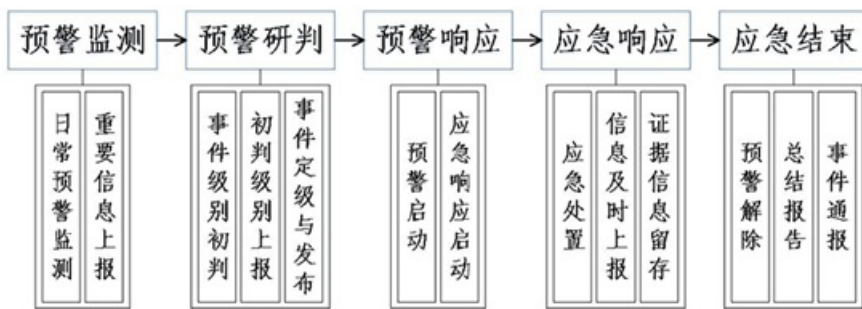 预警监测
预警研判
预警响应
应急响应
应急结束
日常预警监测
重要信息上报
事件级别初判
初判级别上报
事件定级与发布
预警启动
应急响应启动
应急处置
信息及时上报
证据信息留存
预警解除
总结报告
事件通报